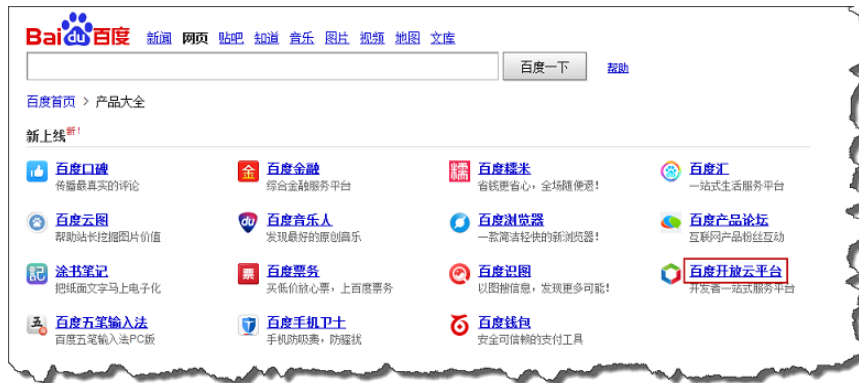 Bai du 百度 新闻 网页 贴吧 知道 音乐 图片 视频 地图 文库
百度一下 帮助
百度首页 > 产品大全
新上线 新!
百度口碑 百度金融 百度糯米 百度汇
传播最真实的评论 综合金融服务平台 糯 省钱更省心，全场随便退! 一站式生活服务平台
百度云图 du 百度音乐人 百度浏览器 百度产品论坛
帮助站长挖掘图片价值 发现最好的原创音乐 一款简洁轻快的新浏览器! 互联网产品粉丝互动
記 涂书笔记 票 百度票务 百度识图 百度开放云平台
把纸面文字马上电子化 买低价放心票，上百度票务 以图搜信息，发现更多可能! 开发者一站式服务平台
五 百度五笔输入法 百度手机卫士 百度钱包
百度五笔输入法PC版 手机防吸费，防骚扰 安全可信赖的支付工具